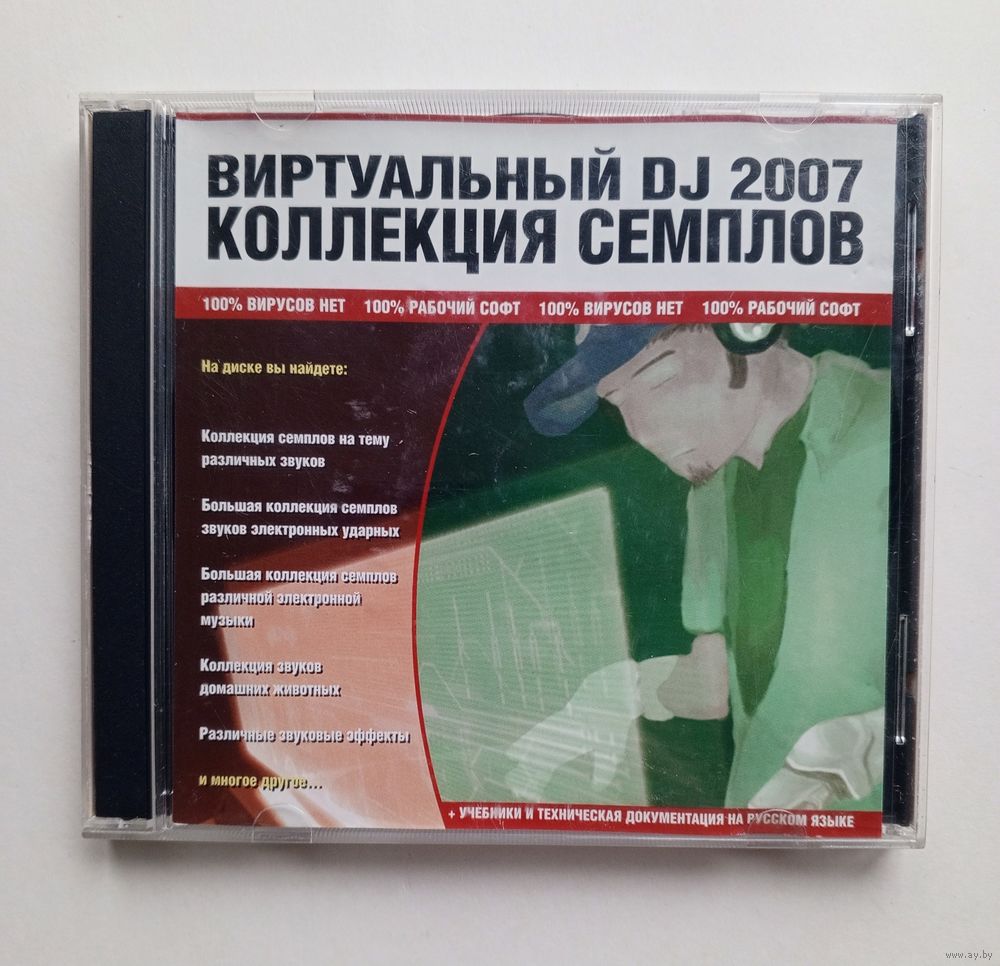 ВИРТУАЛЬНЫЙ DJ 2007
КОЛЛЕКЦИЯ СЕМПЛОВ
100% ВИРУСОВ НЕТ 100% РАБОЧИЙ СОФТ 100% ВИРУСОВ НЕТ 100% РАБОЧИЙ СОФТ
На диске вы найдете:
Коллекция семплов на тему
различных звуков
Большая коллекция семплов
звуков электронных ударных
Большая коллекция семплов
различной электронной
музыки
Коллекция звуков
домашних животных
Различные звуковые эффекты
и многое другое...
+ УЧЕБНИКИ И ТЕХНИЧЕСКАЯ ДОКУМЕНТАЦИЯ НА РУССКОМ ЯЗЫКЕ
www.ay.by